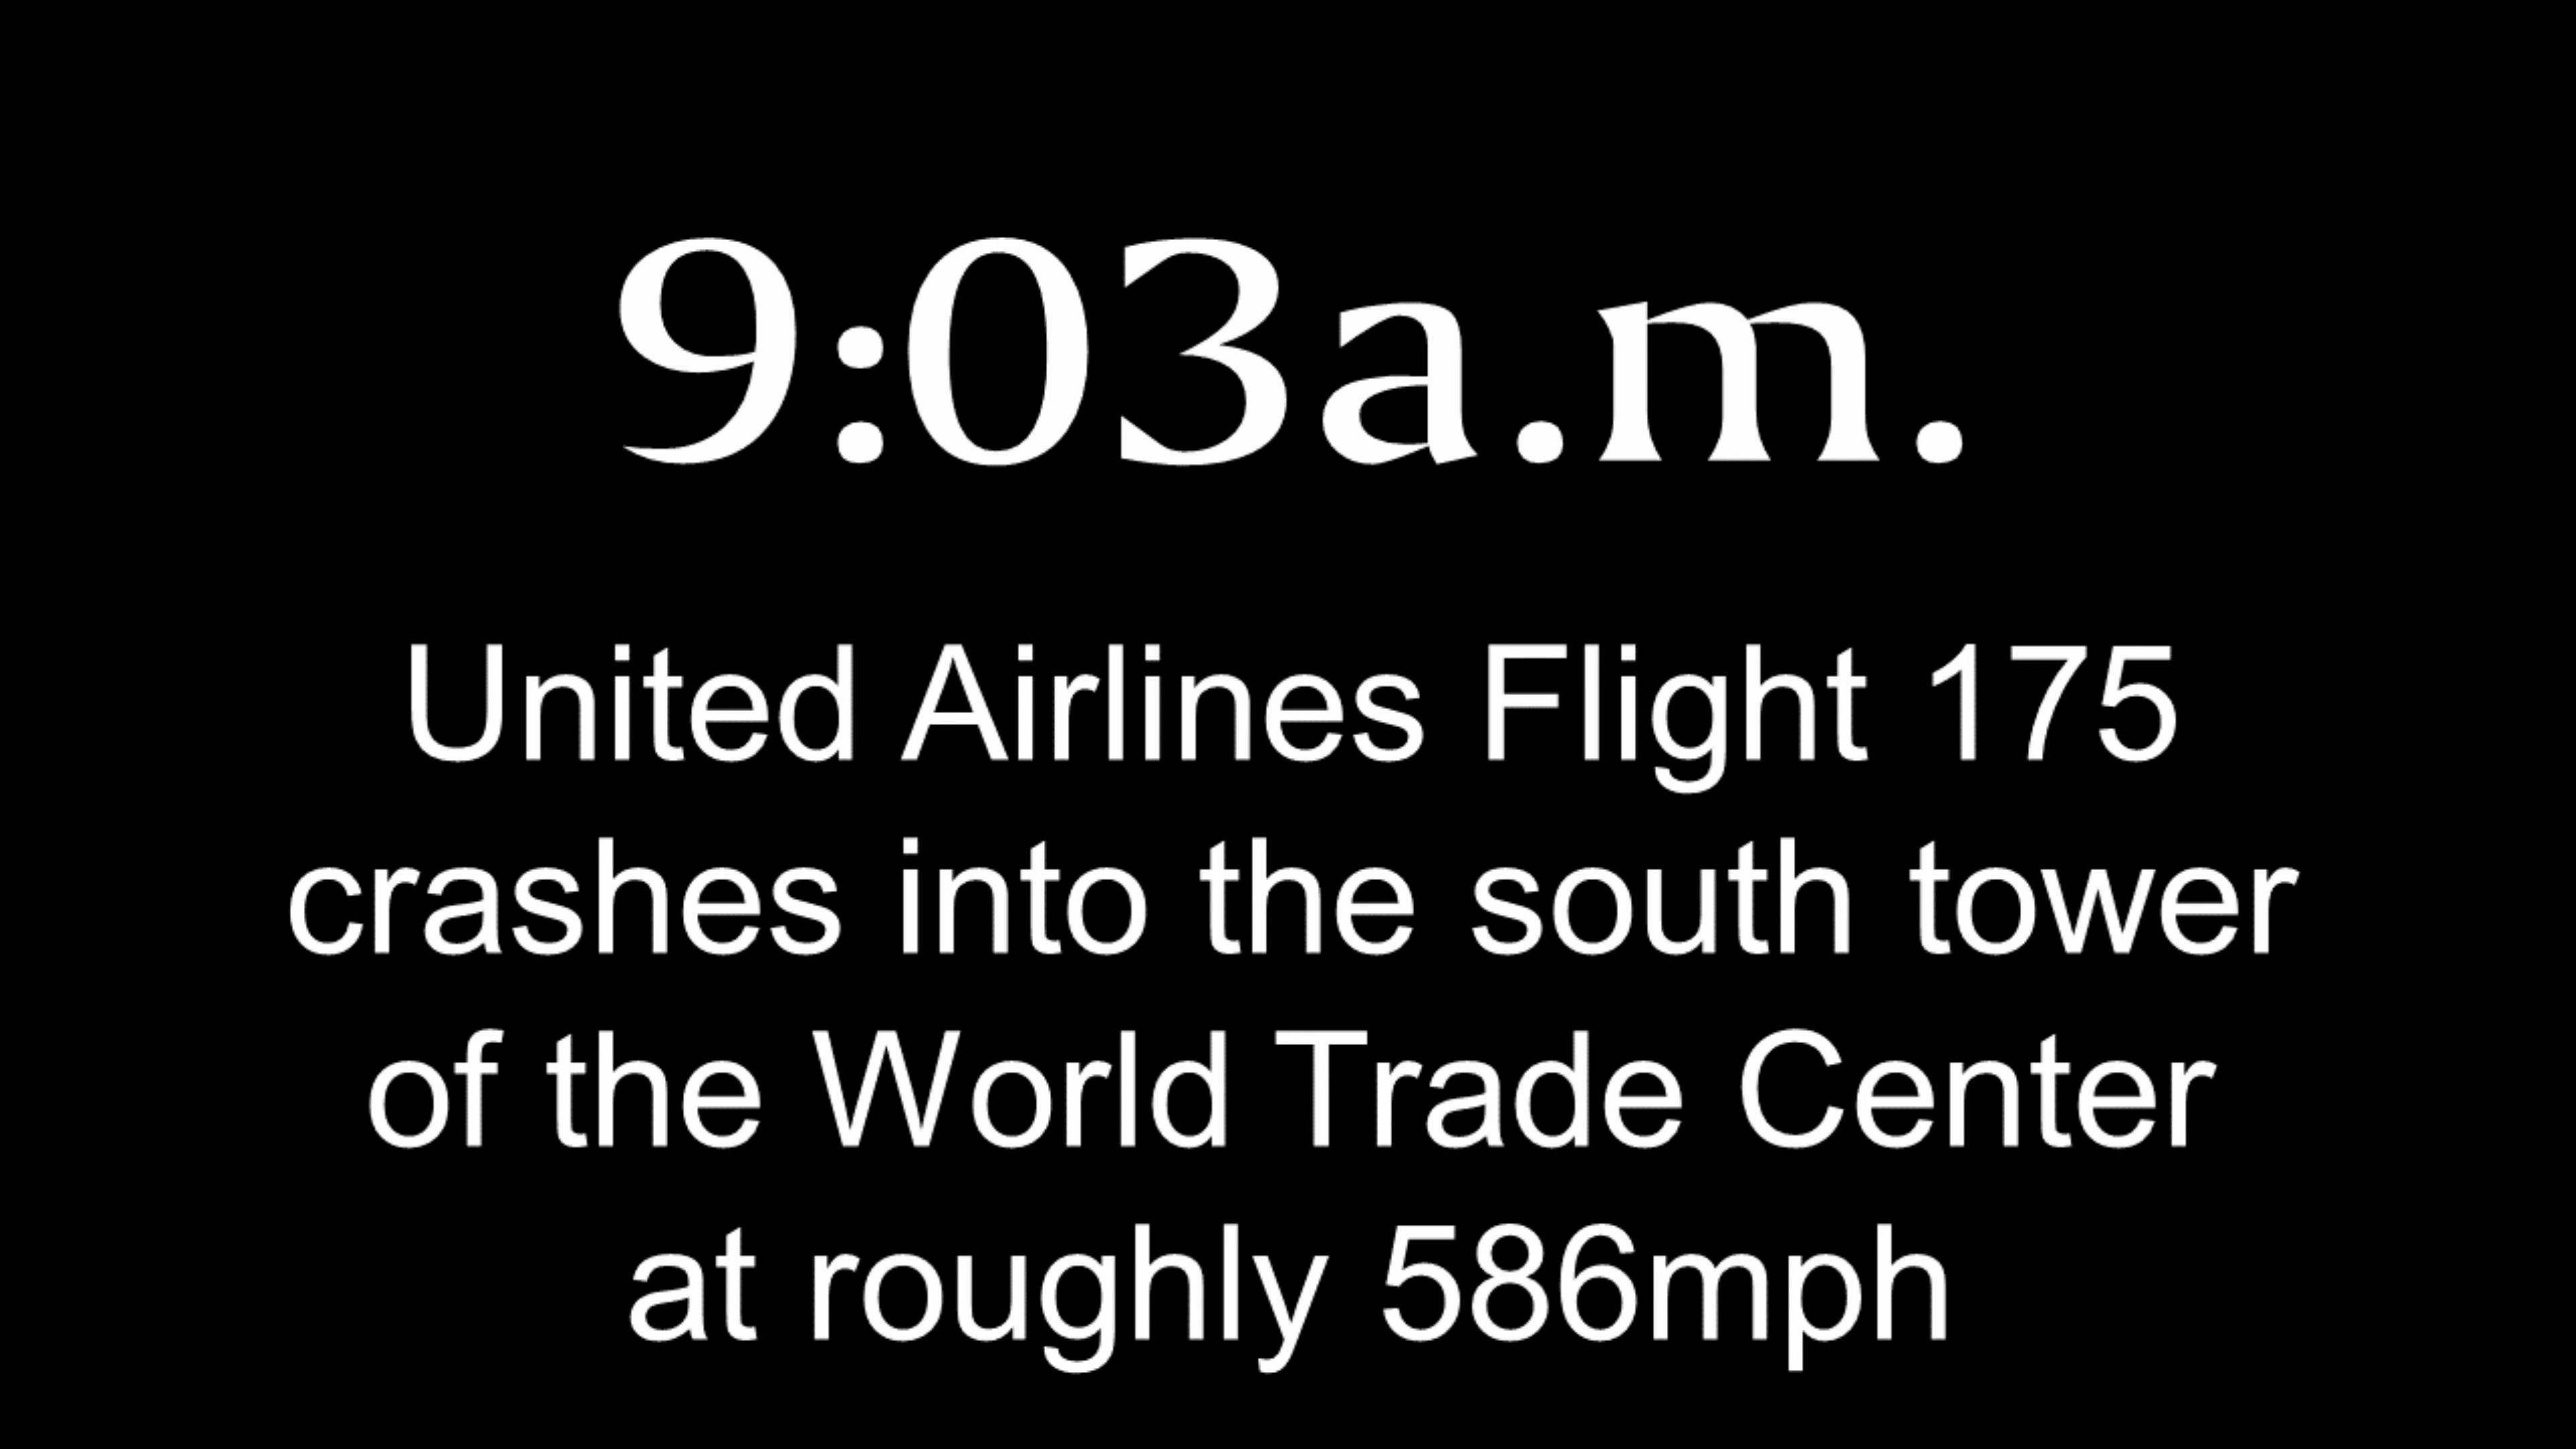 9:03a.m.
United Airlines Flight 175
crashes into the south tower
of the World Trade Center
at roughly 586mph